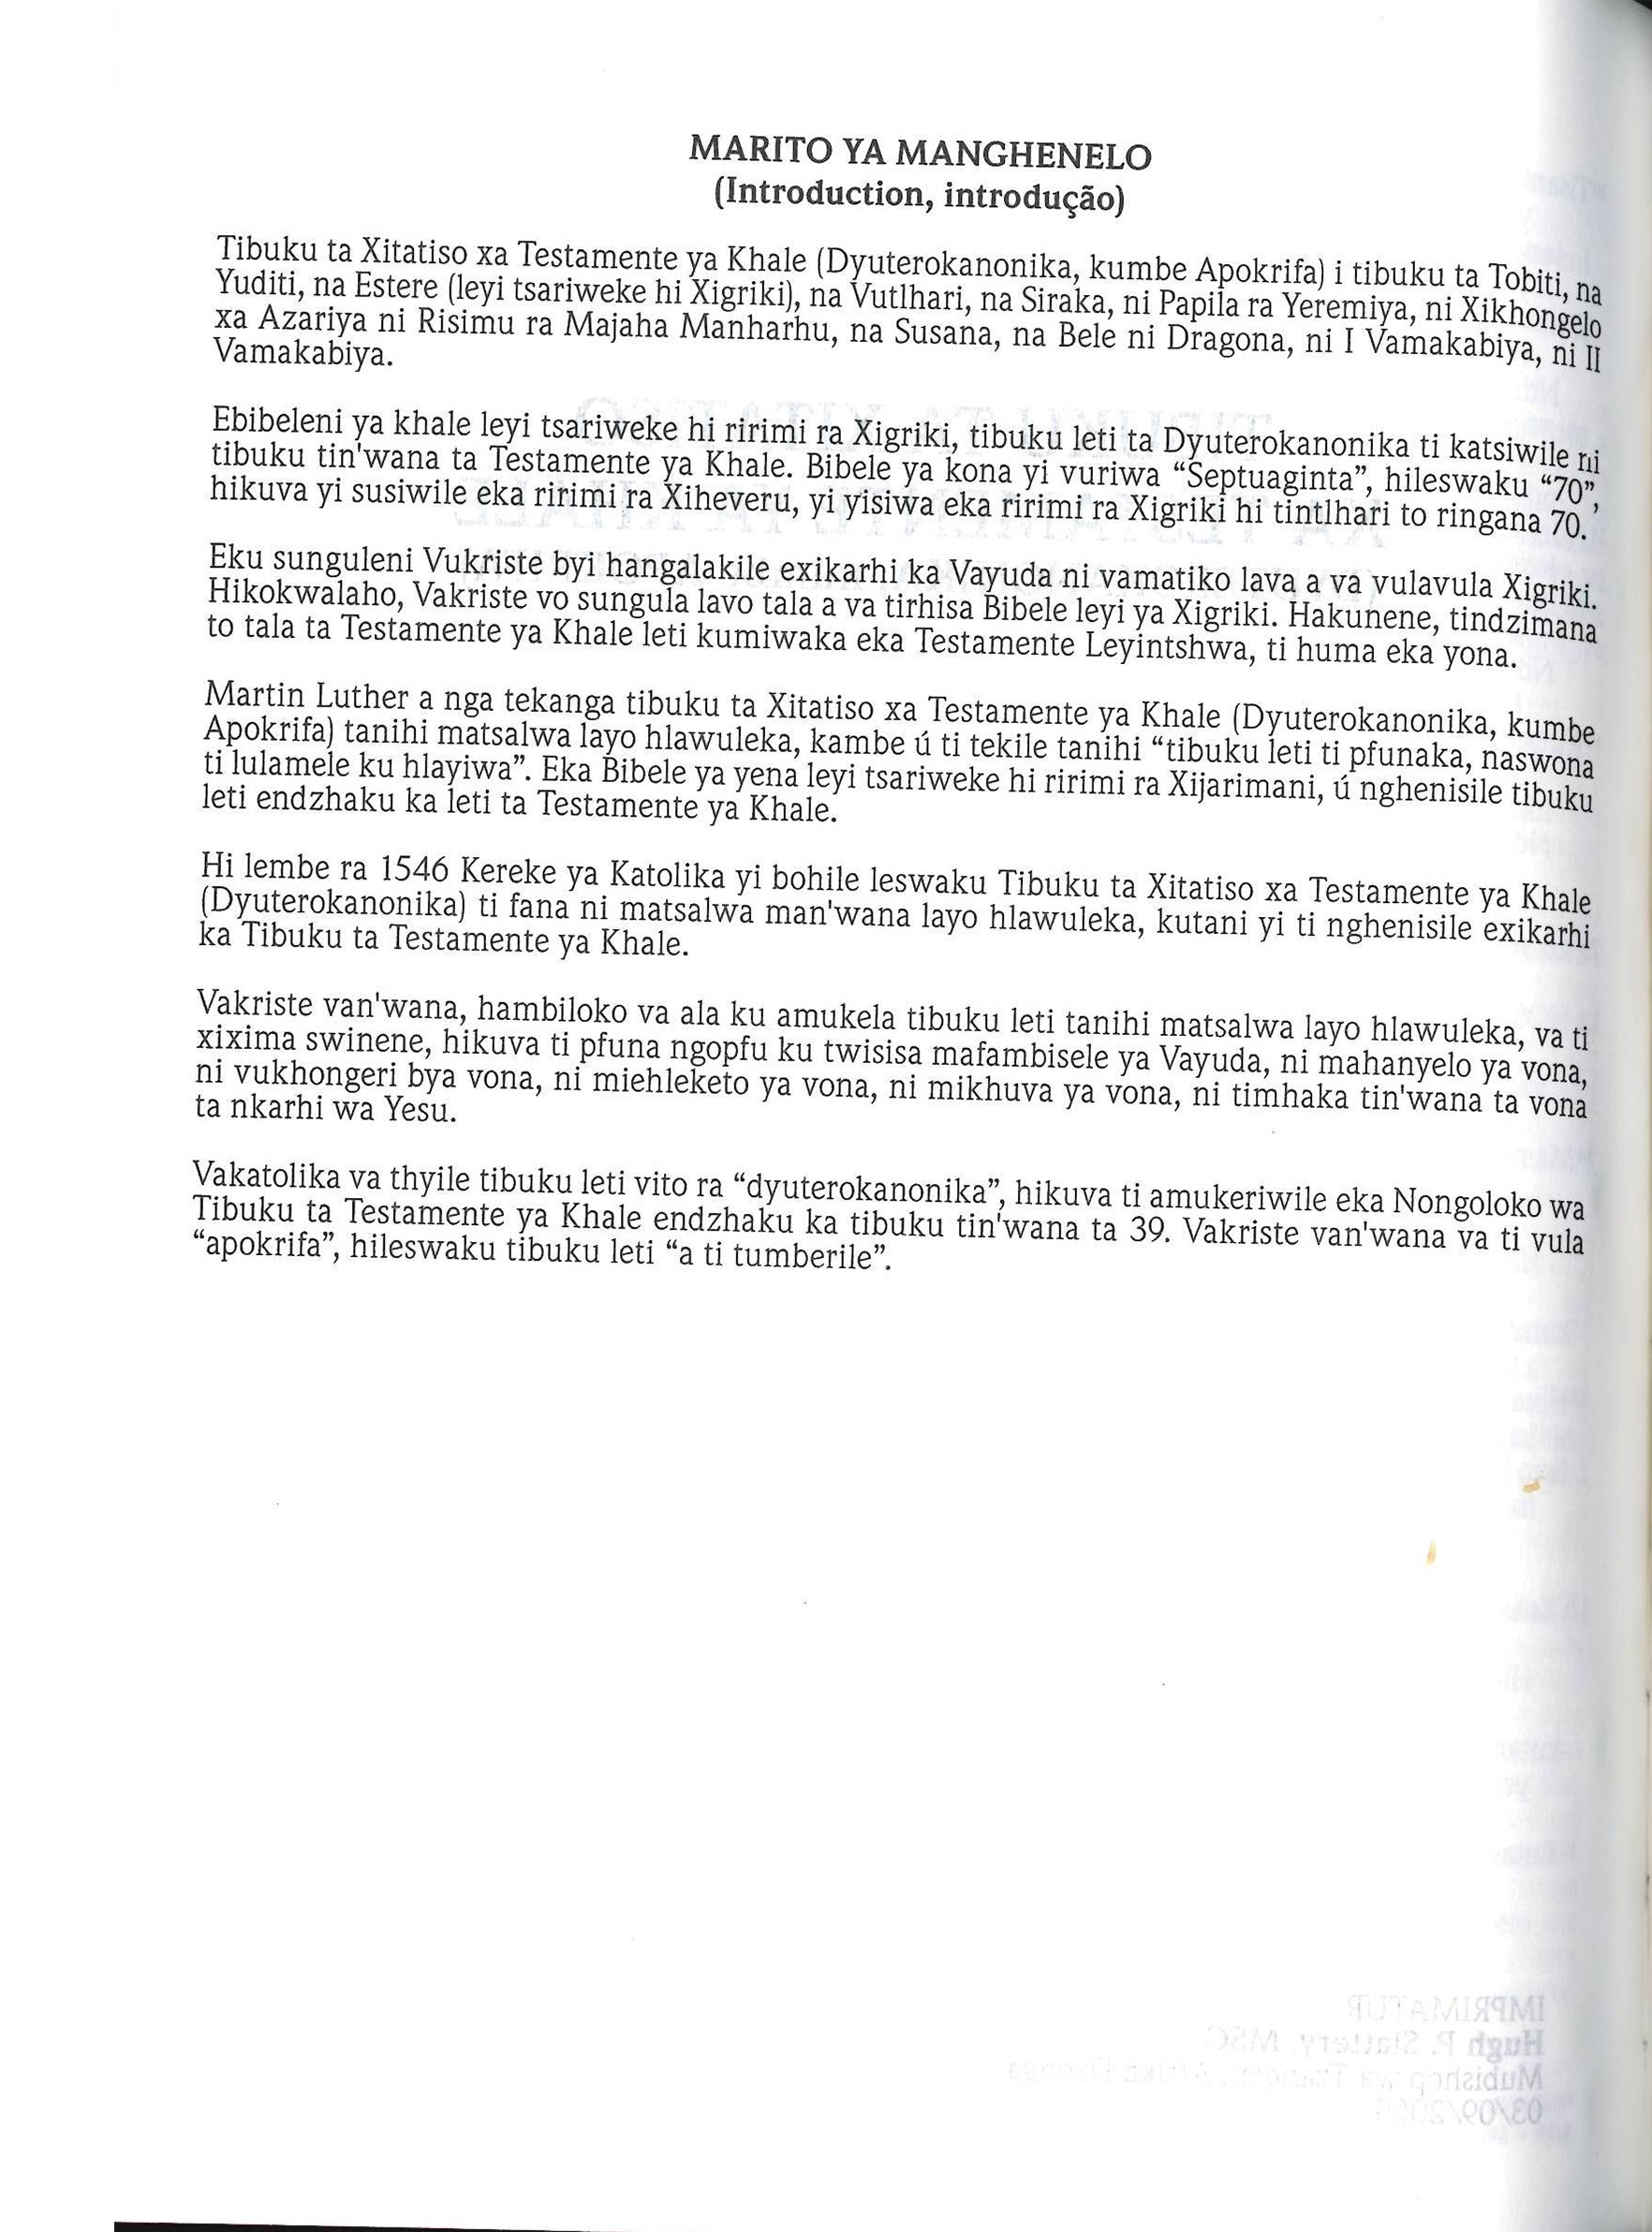 MARITO YA MANGHENELO
(Introduction, introdução)
Tibuku ta Xitatiso xa Testamente ya Khale (Dyuterokanonika, kumbe Apokrifa) i tibuku ta Tobiti, na
Yuditi, na Estere (leyi tsariweke hi Xigriki), na Vutlhari, na Siraka, ni Papila ra Yeremiya, ni Xikhongelo
xa Azariya ni Risimu ra Majaha Manharhu, na Susana, na Bele ni Dragona, ni I Vamakabiya, ni II
Vamakabiya.
Ebibeleni ya khale leyi tsariweke hi ririmi ra Xigriki, tibuku leti ta Dyuterokanonika ti katsiwile ni
tibuku tin'wana ta Testamente ya Khale. Bibele ya kona yi vuriwa “Septuaginta”, hileswaku “70”,
hikuva yi susiwile eka ririmi ra Xiheveru, yi yisiwa eka ririmi ra Xigriki hi tintlhari to ringana 70.
Eku sunguleni Vukriste byi hangalakile exikarhi ka Vayuda ni vamatiko lava a va vulavula Xigriki.
Hikokwalaho, Vakriste vo sungula lavo tala a va tirhisa Bibele leyi ya Xigriki. Hakunene, tindzimana
to tala ta Testamente ya Khale leti kumiwaka eka Testamente Leyintshwa, ti huma eka yona.
Martin Luther a nga tekanga tibuku ta Xitatiso xa Testamente ya Khale (Dyuterokanonika, kumbe
Apokrifa) tanihi matsalwa layo hlawuleka, kambe ú ti tekile tanihi “tibuku leti ti pfunaka, naswona
ti lulamele ku hlayiwa”. Eka Bibele ya yena leyi tsariweke hi ririmi ra Xijarimani, ú nghenisile tibuku
leti endzhaku ka leti ta Testamente ya Khale.
Hi lembe ra 1546 Kereke ya Katolika yi bohile leswaku Tibuku ta Xitatiso xa Testamente ya Khale
(Dyuterokanonika) ti fana ni matsalwa man'wana layo hlawuleka, kutani yi ti nghenisile exikarhi
ka Tibuku ta Testamente ya Khale.
Vakriste van'wana, hambiloko va ala ku amukela tibuku leti tanihi matsalwa layo hlawuleka, va ti
xixima swinene, hikuva ti pfuna ngopfu ku twisisa mafambisele ya Vayuda, ni mahanyelo ya vona,
ni vukhongeri bya vona, ni miehleketo ya vona, ni mikhuva ya vona, ni timhaka tin'wana ta vona
ta nkarhi wa Yesu.
Vakatolika va thyile tibuku leti vito ra “dyuterokanonika”, hikuva ti amukeriwile eka Nongoloko wa
Tibuku ta Testamente ya Khale endzhaku ka tibuku tin'wana ta 39. Vakriste van'wana va ti vula
“apokrifa”, hileswaku tibuku leti “a ti tumberile”.